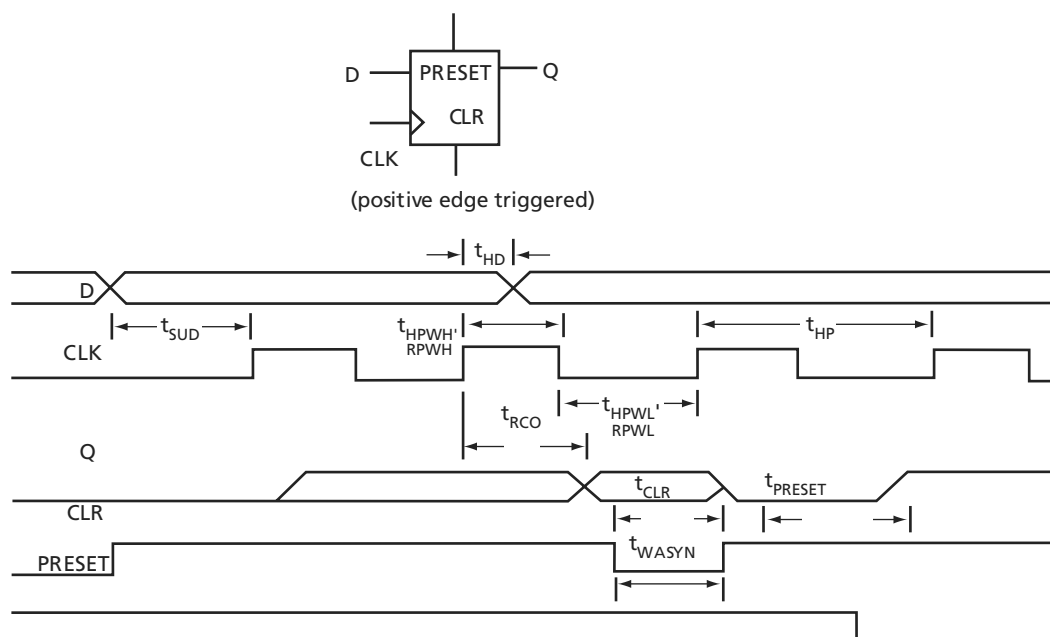 D PRESET Q
CLR
CLK
(positive edge triggered)
tHD
D
tSUD tHPWH' RPWH tHP
CLK
tRCO tHPWL' RPWL
Q
tCLR tPRESET
CLR
tWASYN
PRESET